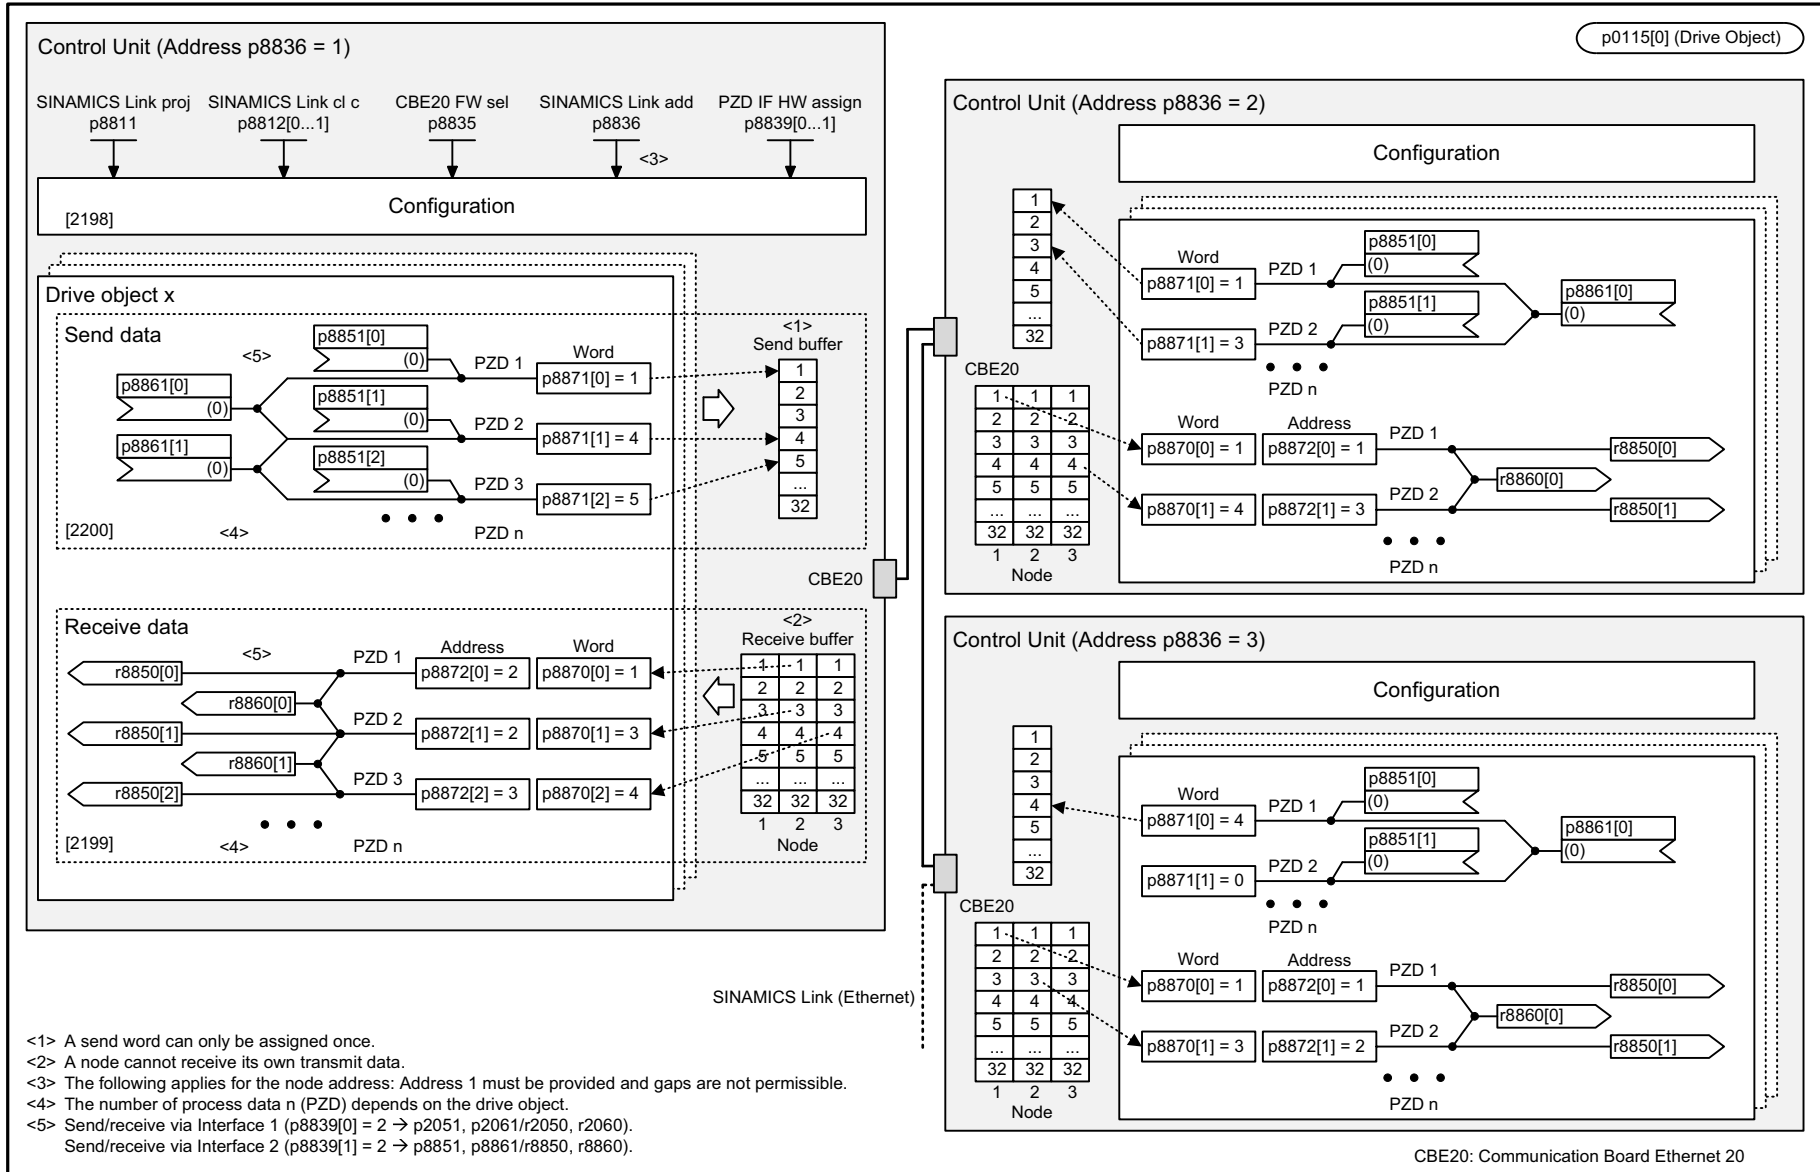 p0115[0] (Drive Object)
Control Unit (Address p8836 = 1)
SINAMICS Link proj
p8811
SINAMICS Link cl c
p8812[0...1]
CBE20 FW sel
p8835
SINAMICS Link add
p8836
PZD IF HW assign
p8839[0...1]
<3>
Configuration
[2198]
Drive object x
Send data
<5>
p8861[0]
(0)
p8861[1]
(0)
p8851[0]
(0)
p8851[1]
(0)
p8851[2]
(0)
PZD 1
PZD 2
PZD 3
PZD n
Word
p8871[0] = 1
p8871[1] = 4
p8871[2] = 5
<1>
Send buffer
1
2
3
4
5
...
32
[2200]
<4>
CBE20
Receive data
<5>
r8850[0]
r8860[0]
r8850[1]
r8860[1]
r8850[2]
PZD 1
PZD 2
PZD 3
PZD n
Address
p8872[0] = 2
p8872[1] = 2
p8872[2] = 3
Word
p8870[0] = 1
p8870[1] = 3
p8870[2] = 4
<2>
Receive buffer
1 1 1
2 2 2
3 3 3
4 4 4
5 5 5
... ... ...
32 32 32
1 2 3
Node
[2199]
<4>
Control Unit (Address p8836 = 2)
Configuration
1
2
3
4
5
...
32
Word
p8871[0] = 1
p8871[1] = 3
PZD 1
PZD 2
PZD n
p8851[0]
(0)
p8851[1]
(0)
p8861[0]
(0)
CBE20
1 1 1
2 2 2
3 3 3
4 4 4
5 5 5
... ... ...
32 32 32
1 2 3
Node
Word
p8870[0] = 1
p8870[1] = 4
Address
p8872[0] = 1
p8872[1] = 3
PZD 1
PZD 2
PZD n
r8850[0]
r8860[0]
r8850[1]
Control Unit (Address p8836 = 3)
Configuration
1
2
3
4
5
...
32
Word
p8871[0] = 4
p8871[1] = 0
PZD 1
PZD 2
PZD n
p8851[0]
(0)
p8851[1]
(0)
p8861[0]
(0)
CBE20
1 1 1
2 2 2
3 3 3
4 4 4
5 5 5
... ... ...
32 32 32
1 2 3
Node
Word
p8870[0] = 1
p8870[1] = 3
Address
p8872[0] = 1
p8872[1] = 2
PZD 1
PZD 2
PZD n
r8850[0]
r8860[0]
r8850[1]
SINAMICS Link (Ethernet)
<1> A send word can only be assigned once.
<2> A node cannot receive its own transmit data.
<3> The following applies for the node address: Address 1 must be provided and gaps are not permissible.
<4> The number of process data n (PZD) depends on the drive object.
<5> Send/receive via Interface 1 (p8839[0] = 2 → p2051, p2061/r2050, r2060).
Send/receive via Interface 2 (p8839[1] = 2 → p8851, p8861/r8850, r8860).
CBE20: Communication Board Ethernet 20